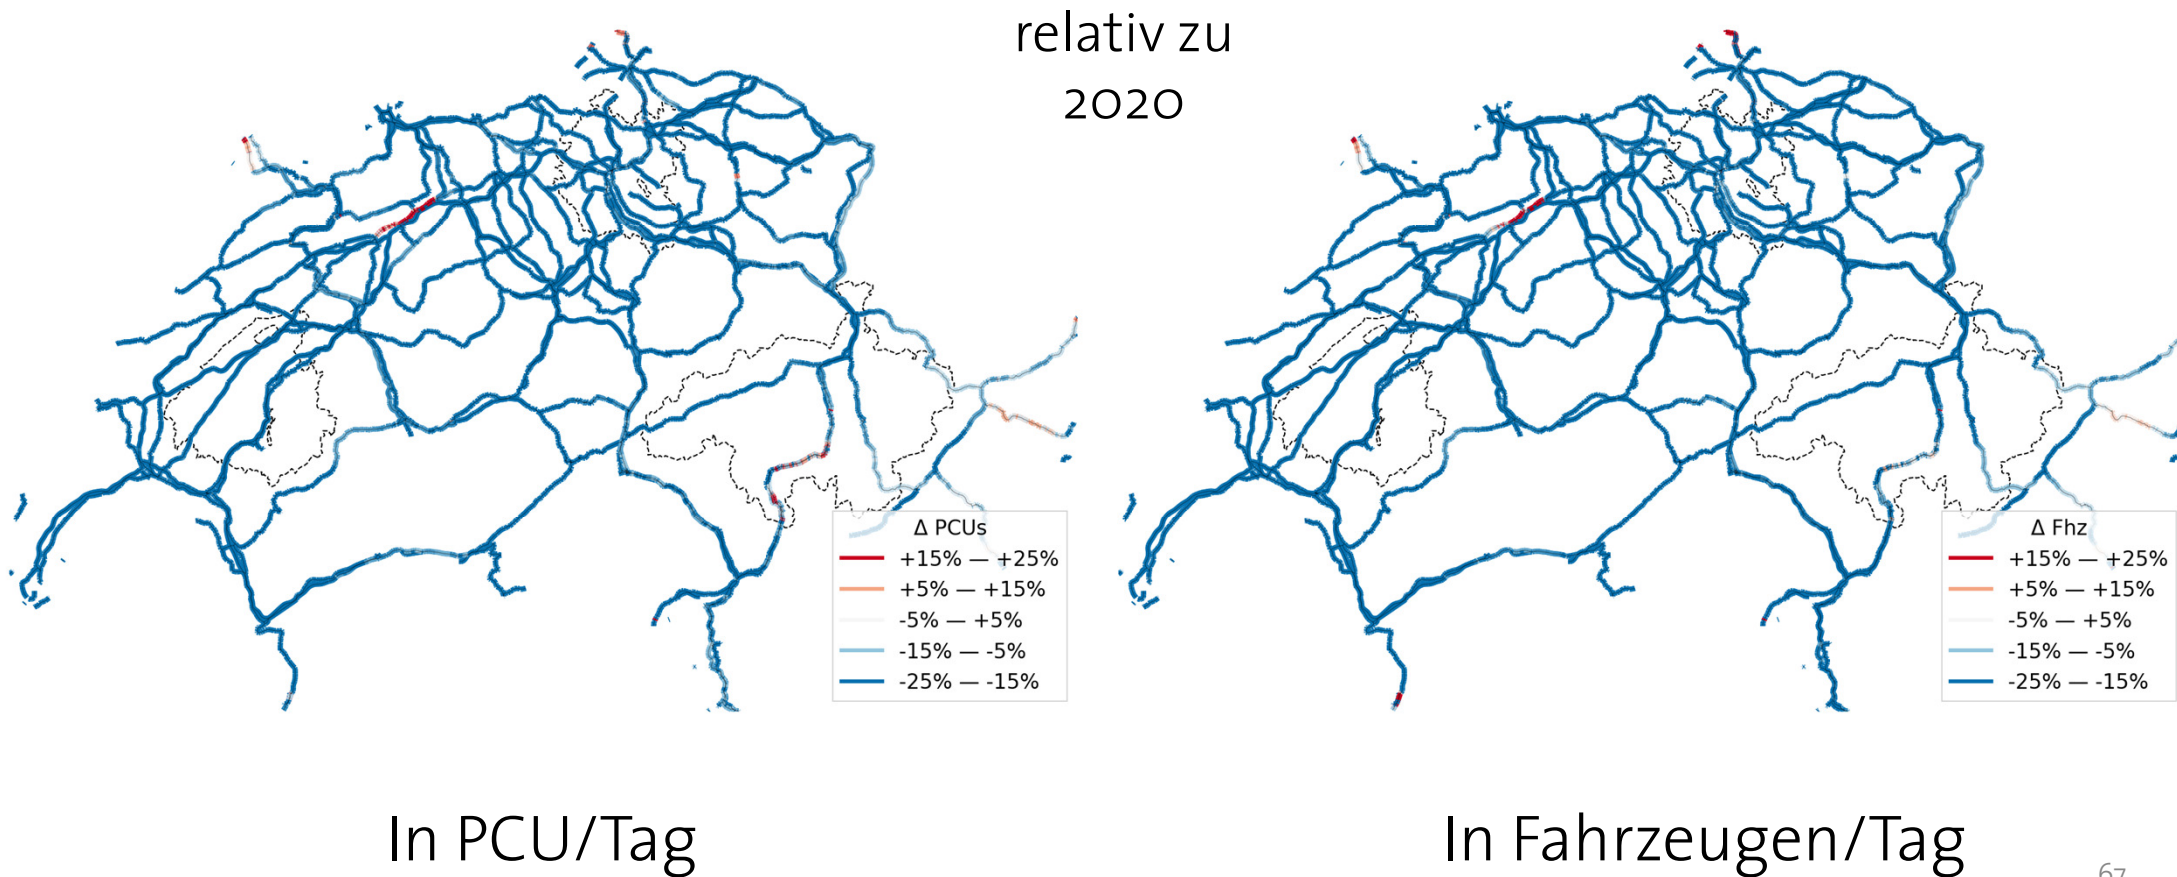 relativ zu
2020
Δ PCUs
+15% — +25%
+5% — +15%
-5% — +5%
-15% — -5%
-25% — -15%
Δ Fhz
+15% — +25%
+5% — +15%
-5% — +5%
-15% — -5%
-25% — -15%
In PCU/Tag
In Fahrzeugen/Tag
67